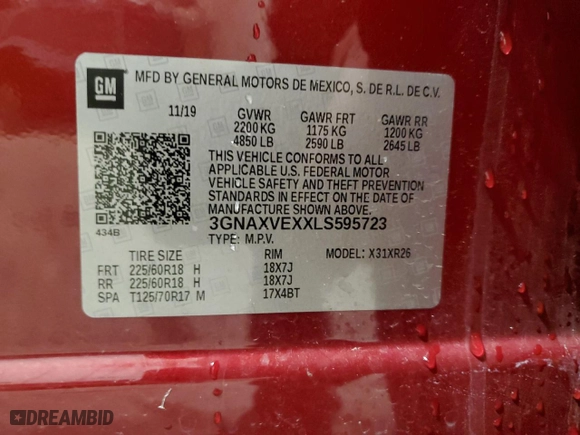 GM
MFD BY GENERAL MOTORS DE MEXICO, S. DE R.L. DE C.V.
11/19 GVWR GAWR FRT GAWR RR
2200 KG 1175 KG 1200 KG
4850 LB 2590 LB 2645 LB
THIS VEHICLE CONFORMS TO ALL
APPLICABLE U.S. FEDERAL MOTOR
VEHICLE SAFETY AND THEFT PREVENTION
STANDARDS IN EFFECT ON THE DATE OF
MANUFACTURE SHOWN ABOVE.
434B 3GNAXVEXXLS595723
TYPE: M.P.V.
TIRE SIZE RIM MODEL: X31XR26
FRT 225/60R18 H 18X7J
RR 225/60R18 H 18X7J
SPA T125/70R17 M 17X4BT
DREAMBID